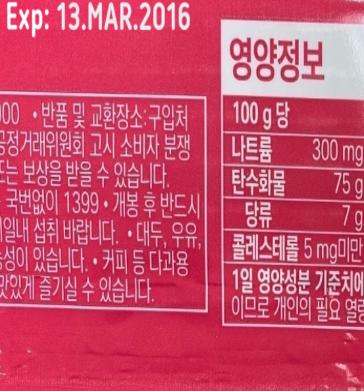 Exp: 13.MAR.2016
000 • 반품 및 교환장소:구입처
공정거래위원회 고시 소비자 분쟁
또는 보상을 받을 수 있습니다.
국번없이 1399 • 개봉 후 반드시
일내 섭취 바랍니다. • 대두, 우유,
있습니다. • 커피 등 다과용
맛있게 즐기실 수 있습니다.
영양정보
100 g 당
나트륨 300 mg
탄수화물 75 g
당류 7 g
콜레스테롤 5 mg미만
1일 영양성분 기준치에
이므로 개인의 필요 열량